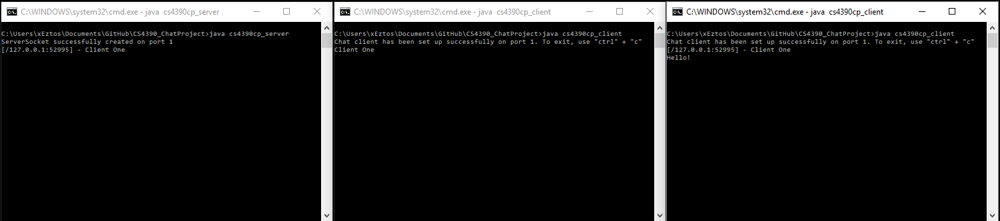 C:\WINDOWS\system32\cmd.exe - java  cs4390cp_server
C:\Users\xEztos\Documents\GitHub\CS4390_ChatProject>java cs4390cp_server
ServerSocket successfully created on port 1
[/127.0.0.1:52995] - Client One
C:\WINDOWS\system32\cmd.exe - java  cs4390cp_client
C:\Users\xEztos\Documents\GitHub\CS4390_ChatProject>java cs4390cp_client
Chat client has been set up successfully on port 1. To exit, use "ctrl" + "c"
Client One
C:\WINDOWS\system32\cmd.exe - java  cs4390cp_client
C:\Users\xEztos\Documents\GitHub\CS4390_ChatProject>java cs4390cp_client
Chat client has been set up successfully on port 1. To exit, use "ctrl" + "c"
[/127.0.0.1:52995] - Client One
Hello!